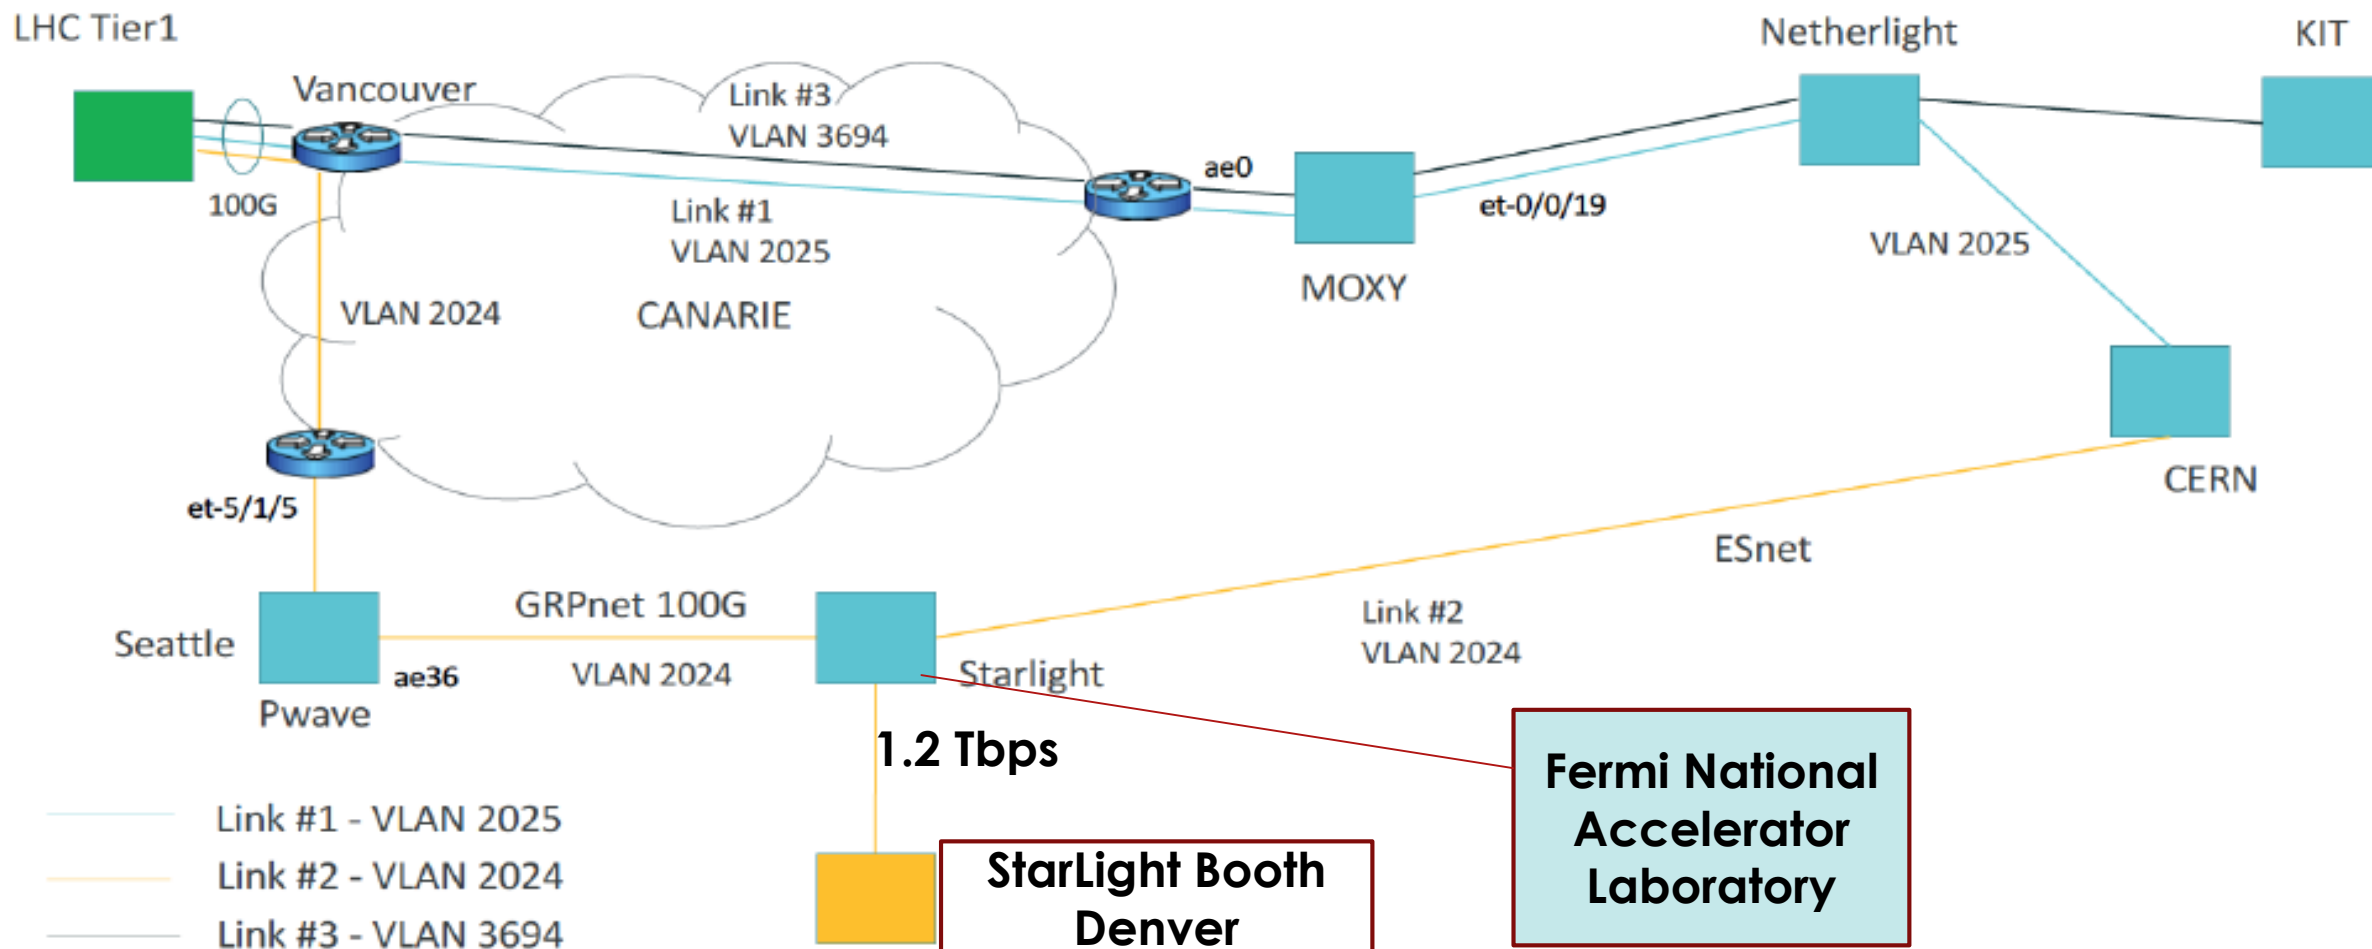 LHC Tier1
Netherlight
KIT
Vancouver
Link #3
VLAN 3694
ae0
100G
Link #1
VLAN 2025
et-0/0/19
VLAN 2025
MOXY
VLAN 2024
CANARIE
CERN
et-5/1/5
ESnet
GRPnet 100G
Link #2
VLAN 2024
Seattle
ae36
VLAN 2024
Starlight
Pwave
1.2 Tbps
Fermi National
Accelerator
Laboratory
Link #1 - VLAN 2025
Link #2 - VLAN 2024
Link #3 - VLAN 3694
StarLight Booth
Denver